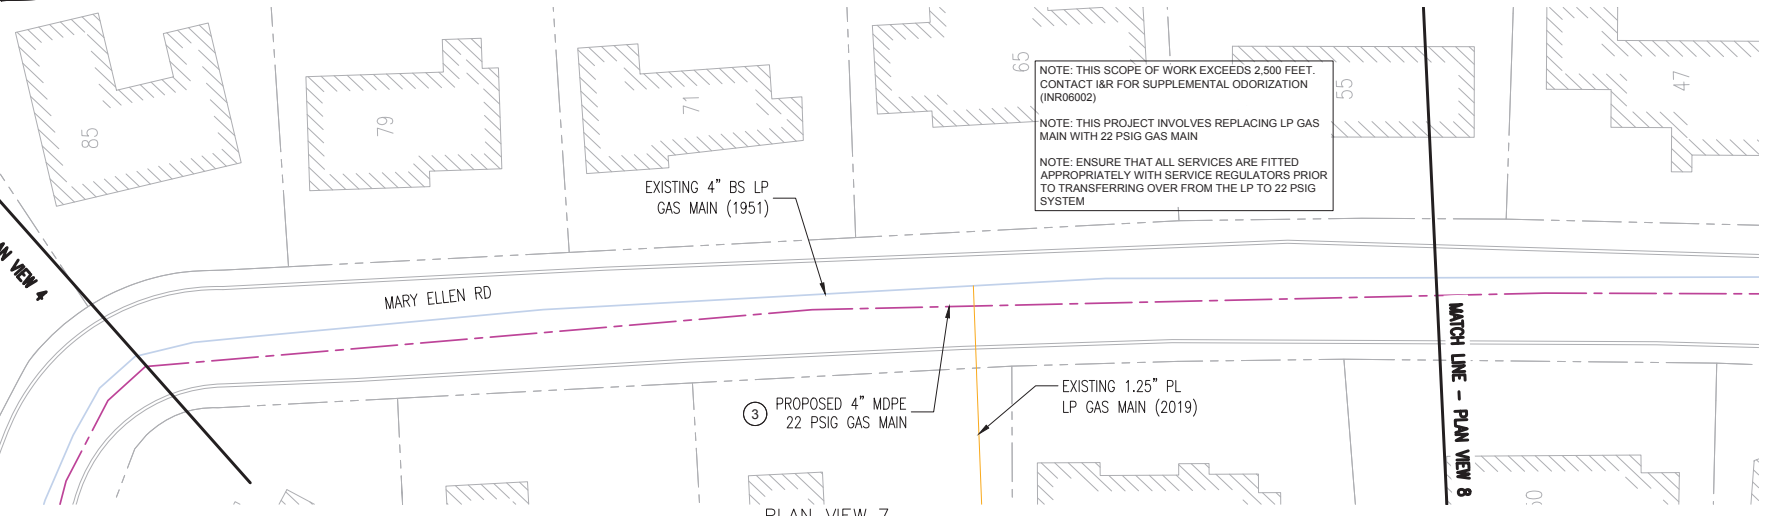 85
79
71
65
55
47
NOTE: THIS SCOPE OF WORK EXCEEDS 2,500 FEET.
CONTACT I&R FOR SUPPLEMENTAL ODORIZATION
(INR06002)
NOTE: THIS PROJECT INVOLVES REPLACING LP GAS
MAIN WITH 22 PSIG GAS MAIN
NOTE: ENSURE THAT ALL SERVICES ARE FITTED
APPROPRIATELY WITH SERVICE REGULATORS PRIOR
TO TRANSFERRING OVER FROM THE LP TO 22 PSIG
SYSTEM
EXISTING 4" BS LP
GAS MAIN (1951)
VIEW 4
MARY ELLEN RD
3
PROPOSED 4" MDPE
22 PSIG GAS MAIN
EXISTING 1.25" PL
LP GAS MAIN (2019)
MATCH LINE - PLAN VIEW 8
PLAN VIEW 7